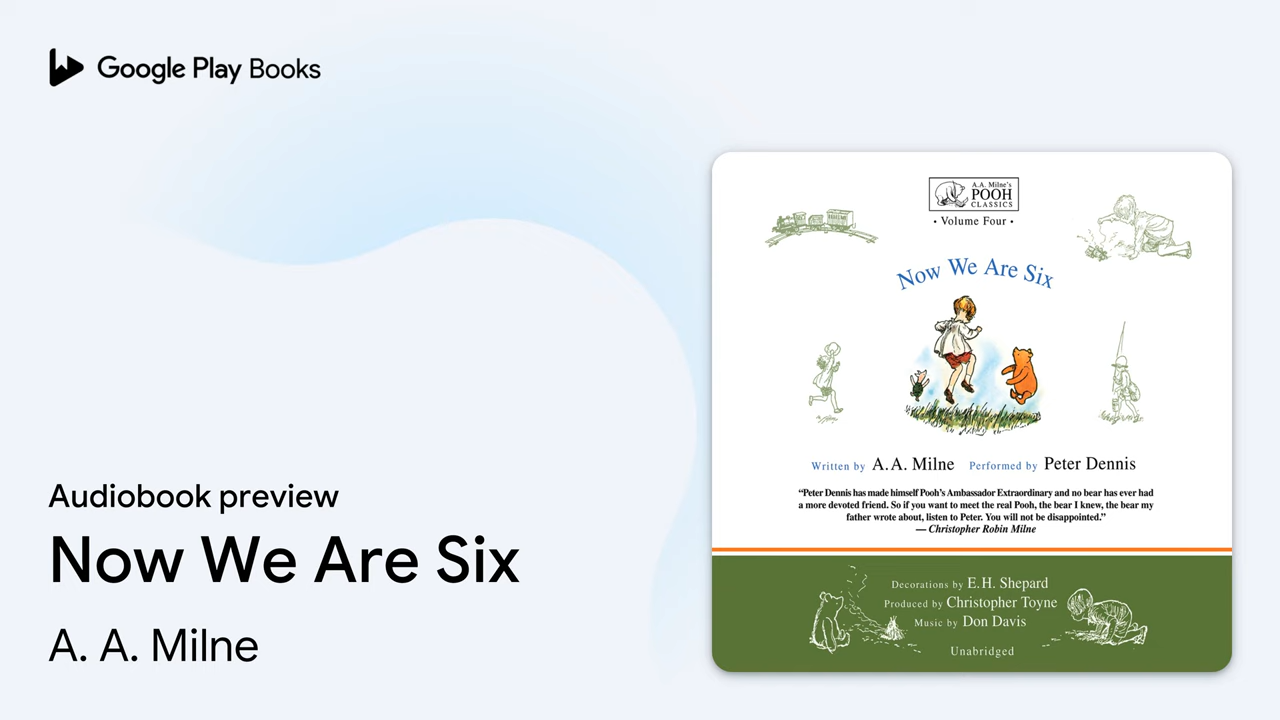 Google Play Books
Audiobook preview
Now We Are Six
A. A. Milne
A.A. Milne's
POOH
CLASSICS
• Volume Four •
Now We Are Six
Written by A. A. Milne Performed by Peter Dennis
“Peter Dennis has made himself Pooh’s Ambassador Extraordinary and no bear has ever had
a more devoted friend. So if you want to meet the real Pooh, the bear I knew, the bear my
father wrote about, listen to Peter. You will not be disappointed.”
— Christopher Robin Milne
Decorations by E. H. Shepard
Produced by Christopher Toyne
Music by Don Davis
Unabridged